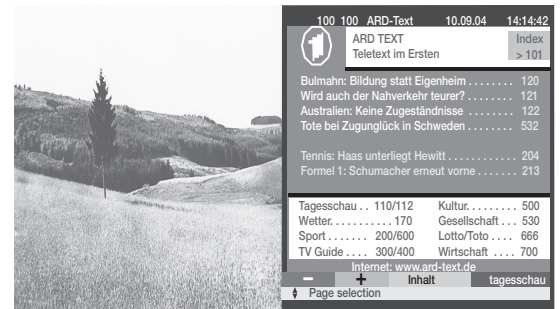 100 100 ARD-Text 10.09.04 14:14:42
ARD TEXT Index
Teletext im Ersten > 101
Bulmahn: Bildung statt Eigenheim . . . . . . . 120
Wird auch der Nahverkehr teurer? . . . . . . . . 121
Australien: Keine Zugeständnisse . . . . . . . . 122
Tote bei Zugunglück in Schweden . . . . . . . . 532
Tennis: Haas unterliegt Hewitt . . . . . . . . . . . . 204
Formel 1: Schumacher erneut vorne . . . . . . . 213
Tagesschau . . 110/112 Kultur. . . . . . . . . 500
Wetter. . . . . . . . . . 170 Gesellschaft . . . 530
Sport . . . . . . . 200/600 Lotto/Toto . . . . 666
TV Guide . . . . 300/400 Wirtschaft . . . . 700
Internet: www.ard-text.de
− + Inhalt tagesschau
Page selection